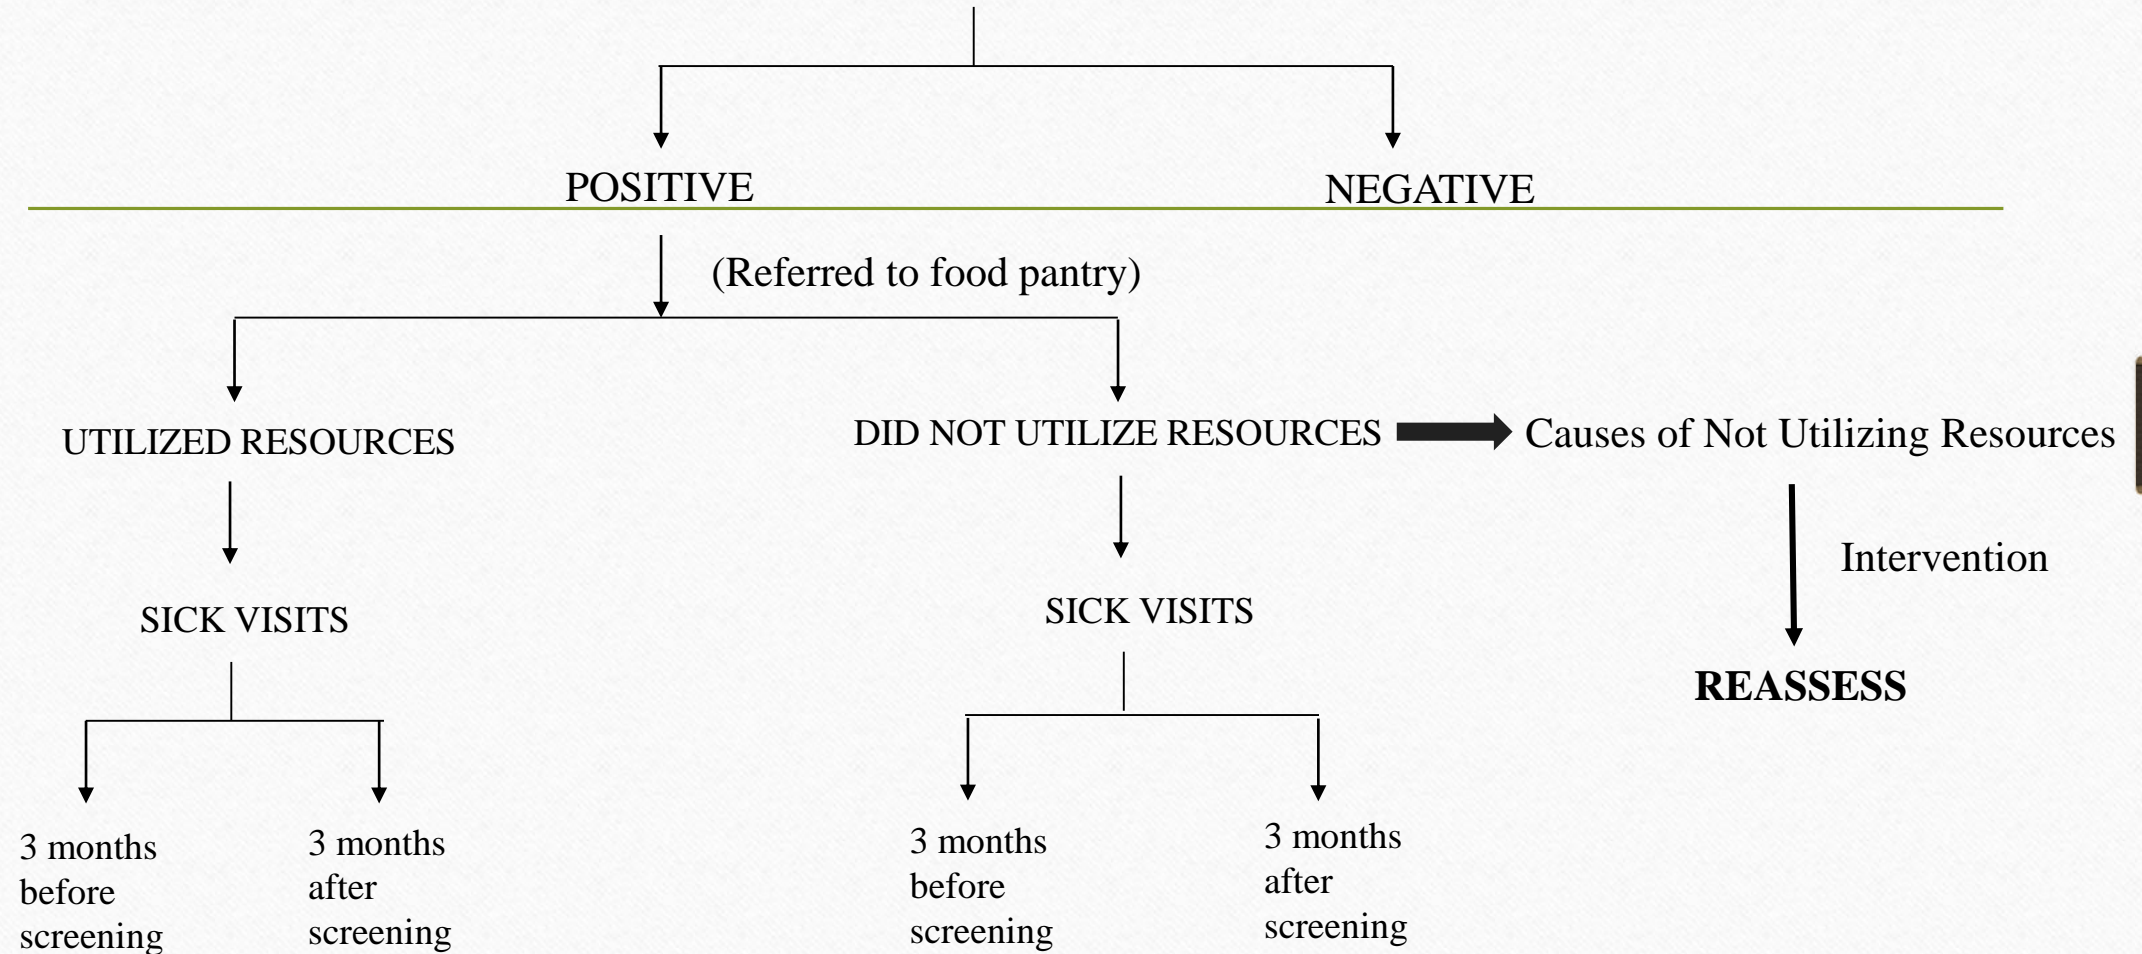 POSITIVE
NEGATIVE
(Referred to food pantry)
UTILIZED RESOURCES
DID NOT UTILIZE RESOURCES
Causes of Not Utilizing Resources
Intervention
SICK VISITS
SICK VISITS
REASSESS
3 months
before
screening
3 months
after
screening
3 months
before
screening
3 months
after
screening